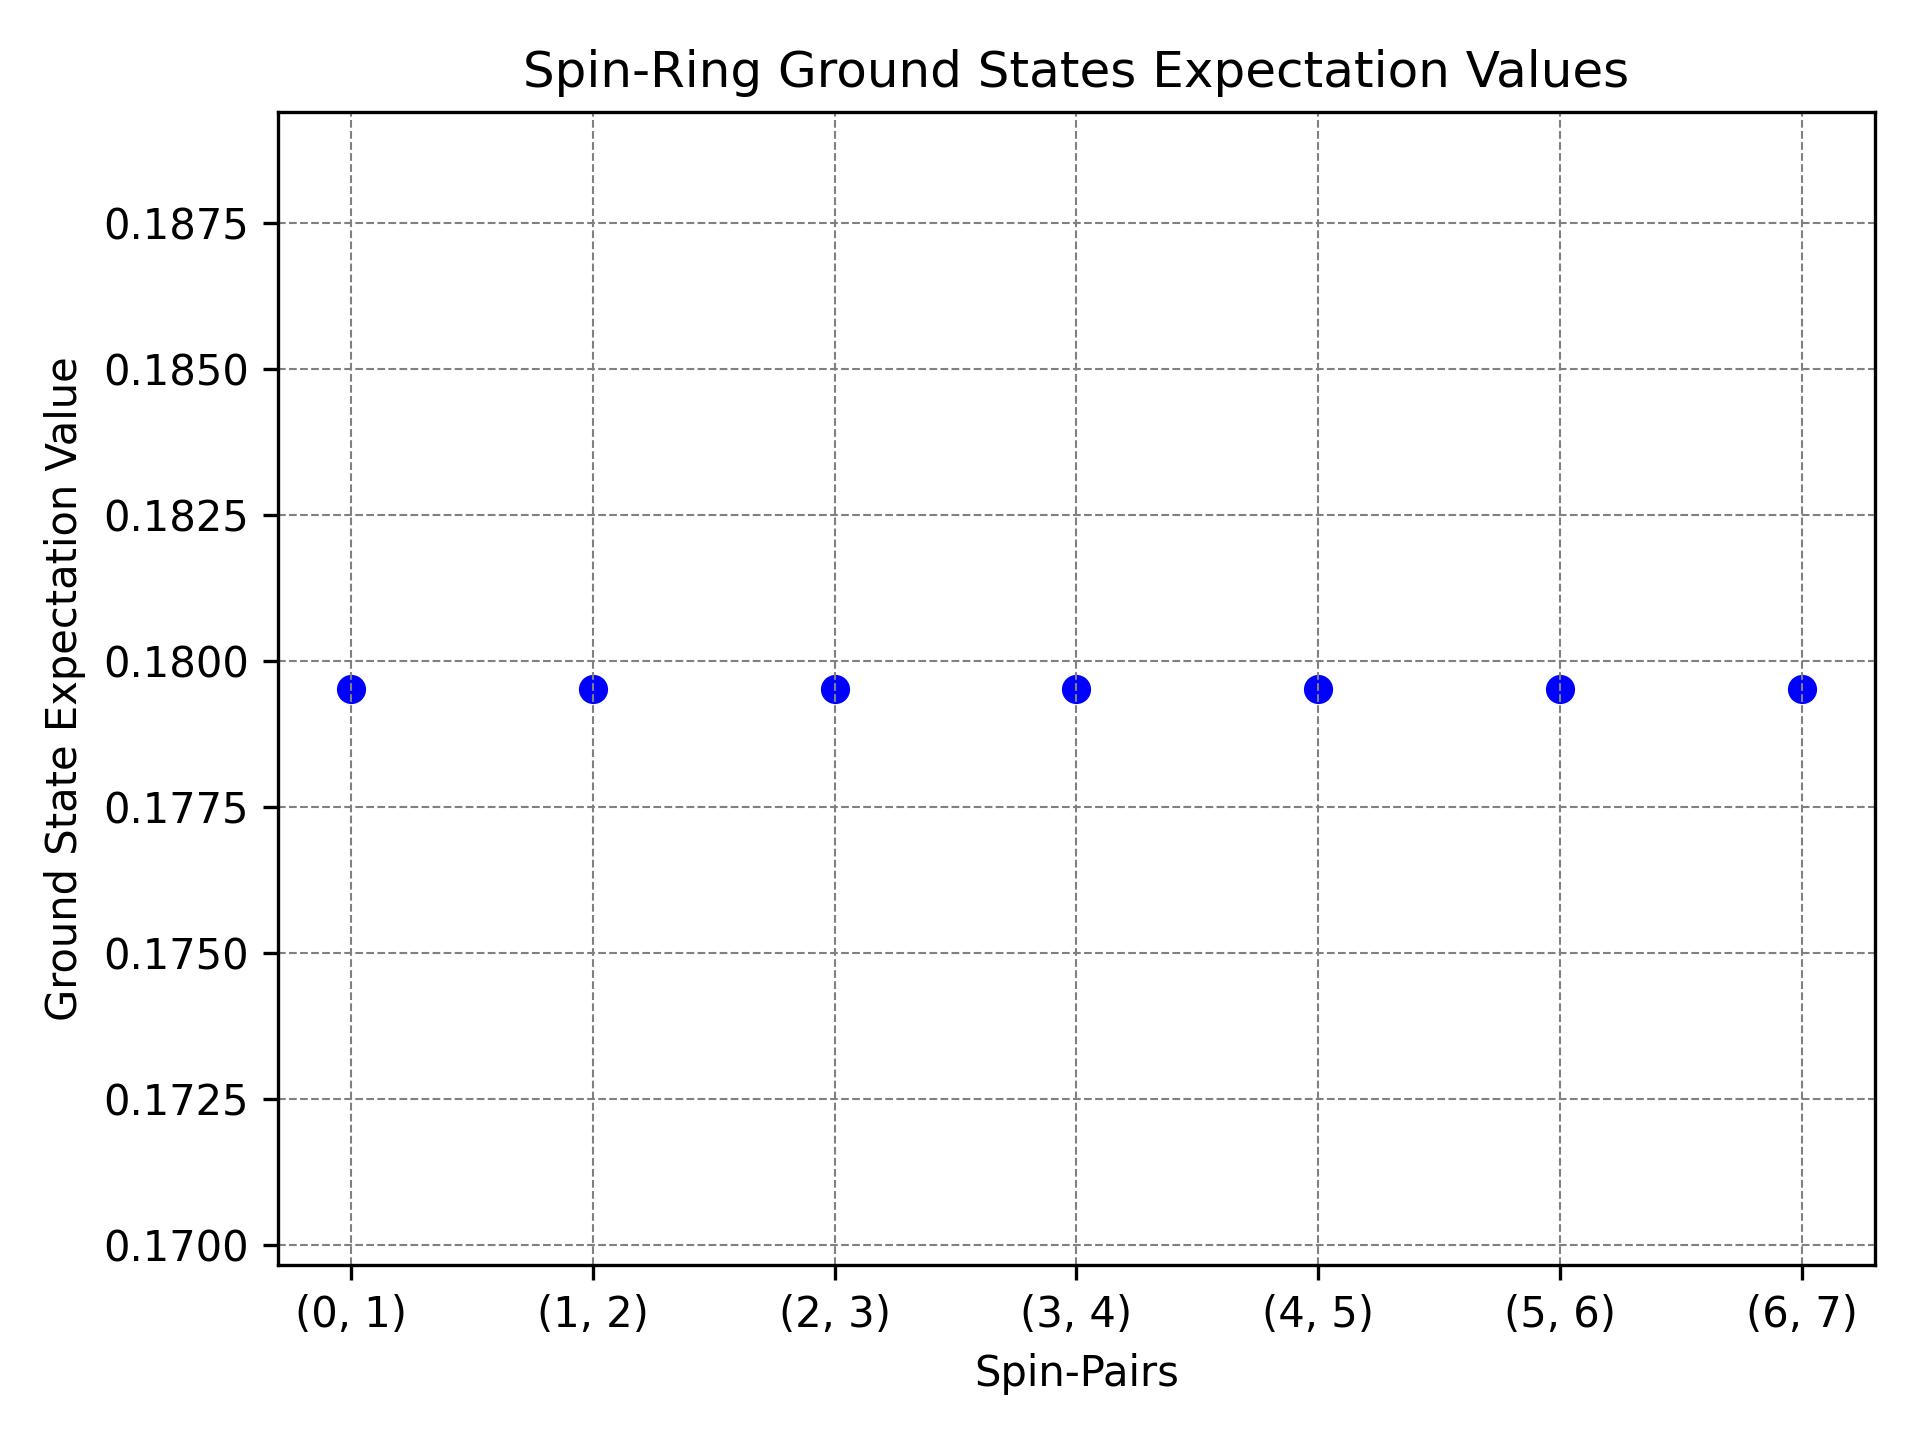 Spin-Ring Ground States Expectation Values
Ground State Expectation Value
0.1875
0.1850
0.1825
0.1800
0.1775
0.1750
0.1725
0.1700
(0, 1) (1, 2) (2, 3) (3, 4) (4, 5) (5, 6) (6, 7)
Spin-Pairs